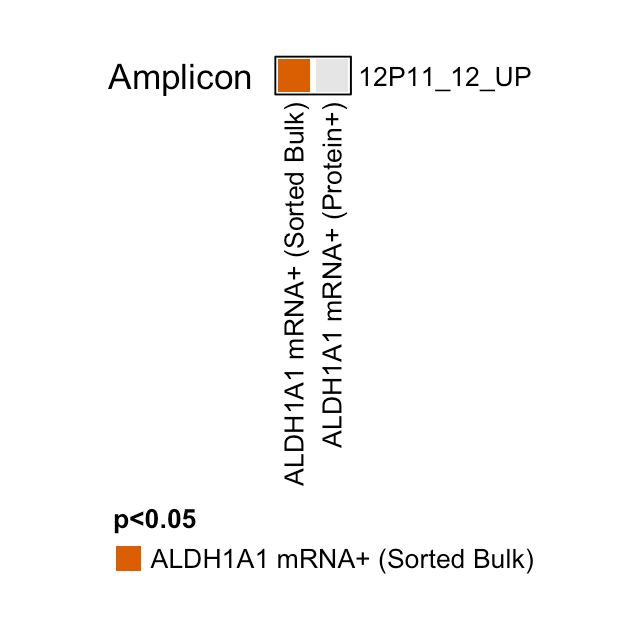 Amplicon
12P11_12_UP
ALDH1A1 mRNA+ (Sorted Bulk)
ALDH1A1 mRNA+ (Protein+)
p<0.05
ALDH1A1 mRNA+ (Sorted Bulk)